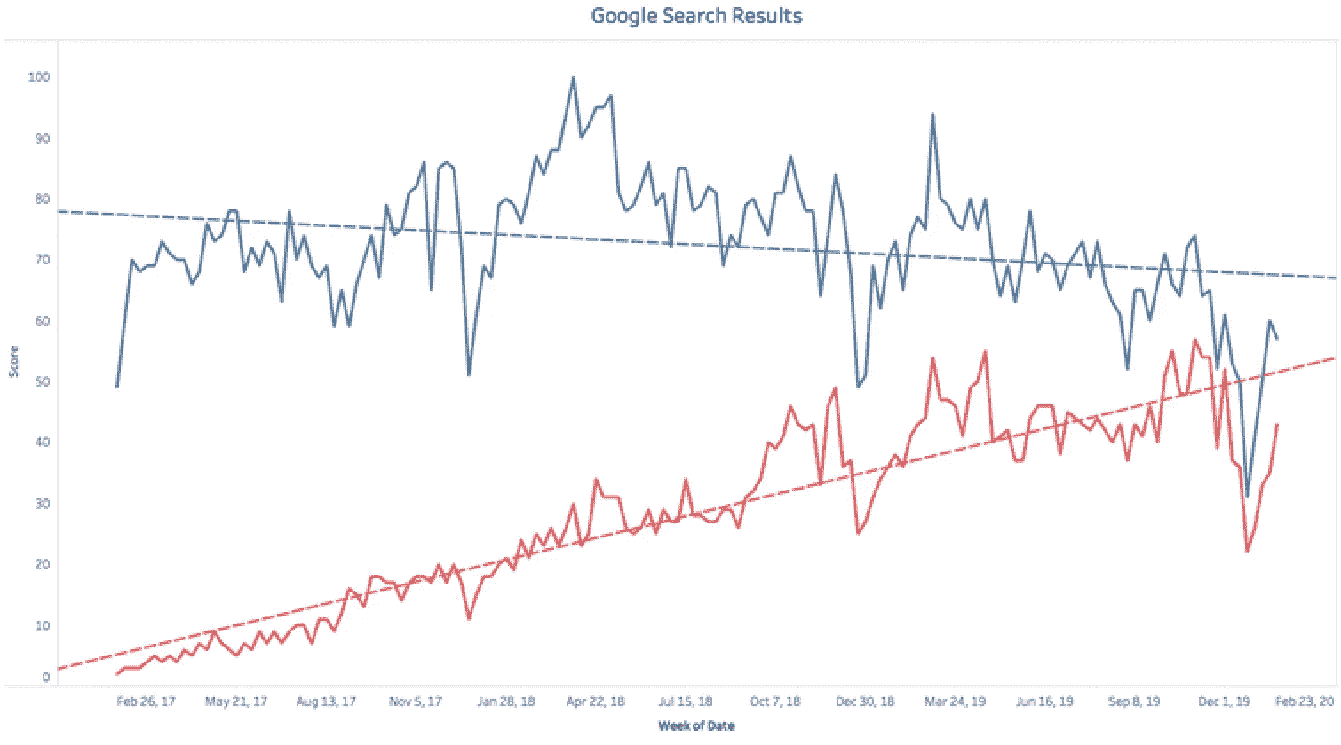 Google Search Results
100
90
80
70
60
50
40
30
20
10
0
Score
Feb 26, 17 May 21, 17 Aug 13, 17 Nov 5, 17 Jan 28, 18 Apr 22, 18 Jul 15, 18 Oct 7, 18 Dec 30, 18 Mar 24, 19 Jun 16, 19 Sep 8, 19 Dec 1, 19 Feb 23, 20
Week of Date